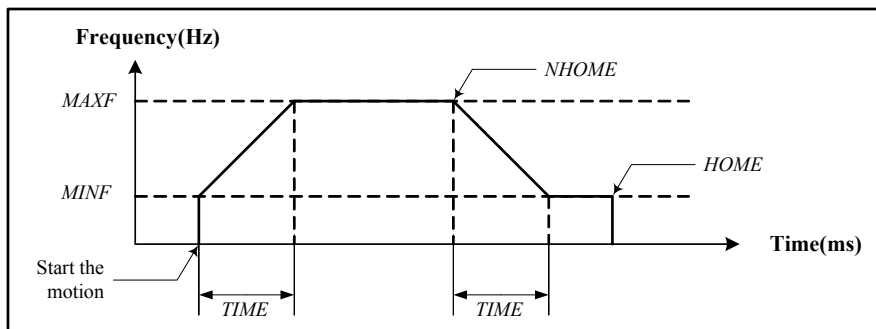 Frequency(Hz)
NHOME
MAXF
HOME
MINF
Time(ms)
Start the
motion
TIME
TIME